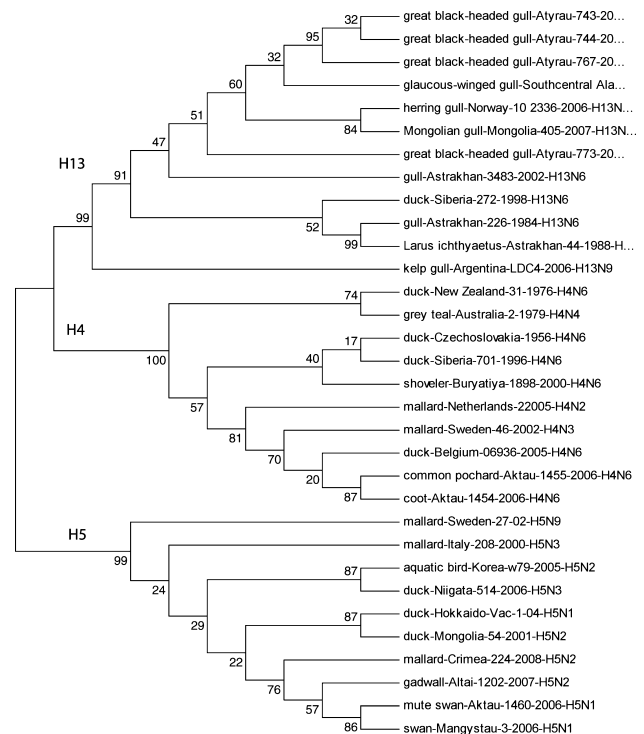 32
great black-headed gull-Atyrau-743-20...
great black-headed gull-Atyrau-744-20...
95
great black-headed gull-Atyrau-767-20...
32
glaucous-winged gull-Southcentral Ala...
60
herring gull-Norway-10 2336-2006-H13N...
84
Mongolian gull-Mongolia-405-2007-H13N...
51
great black-headed gull-Atyrau-773-20...
47
H13
gull-Astrakhan-3483-2002-H13N6
91
duck-Siberia-272-1998-H13N6
52
gull-Astrakhan-226-1984-H13N6
99
Larus ichthyaetus-Astrakhan-44-1988-H...
99
kelp gull-Argentina-LDC4-2006-H13N9
74
duck-New Zealand-31-1976-H4N6
grey teal-Australia-2-1979-H4N4
H4
100
17
duck-Czechoslovakia-1956-H4N6
40
duck-Siberia-701-1996-H4N6
shoveler-Buryatiya-1898-2000-H4N6
57
mallard-Netherlands-22005-H4N2
81
mallard-Sweden-46-2002-H4N3
70
duck-Belgium-06936-2005-H4N6
20
common pochard-Aktau-1455-2006-H4N6
87
coot-Aktau-1454-2006-H4N6
H5
mallard-Sweden-27-02-H5N9
99
mallard-Italy-208-2000-H5N3
24
87
aquatic bird-Korea-w79-2005-H5N2
duck-Niigata-514-2006-H5N3
29
87
duck-Hokkaido-Vac-1-04-H5N1
duck-Mongolia-54-2001-H5N2
22
mallard-Crimea-224-2008-H5N2
76
gadwall-Altai-1202-2007-H5N2
57
mute swan-Aktau-1460-2006-H5N1
86
swan-Mangystau-3-2006-H5N1